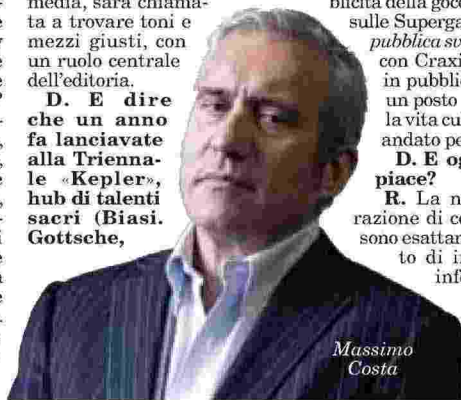 media, sarà chiama-
ta a trovare toni e
mezzi giusti, con
un ruolo centrale
dell'editoria.
D. E dire
che un anno
fa lanciavate
alla Trienna-
le «Kepler»,
hub di talenti
sacri (Biasi.
Gottsche,
blicità della goc
sulle Superga
pubblica sv
con Craxi
in pubbli
un posto
la vita cu
andato pe
D. E og
piace?
R. La n
razione di co
sono esattar
to di in
info
Massimo
Costa